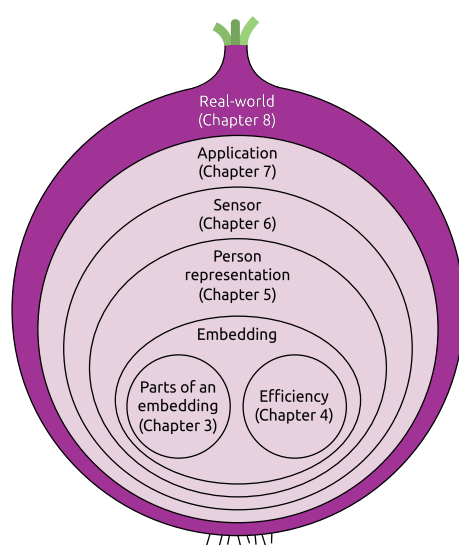 Real-world
(Chapter 8)
Application
(Chapter 7)
Sensor
(Chapter 6)
Person
representation
(Chapter 5)
Embedding
Parts of an
embedding
(Chapter 3)
Efficiency
(Chapter 4)